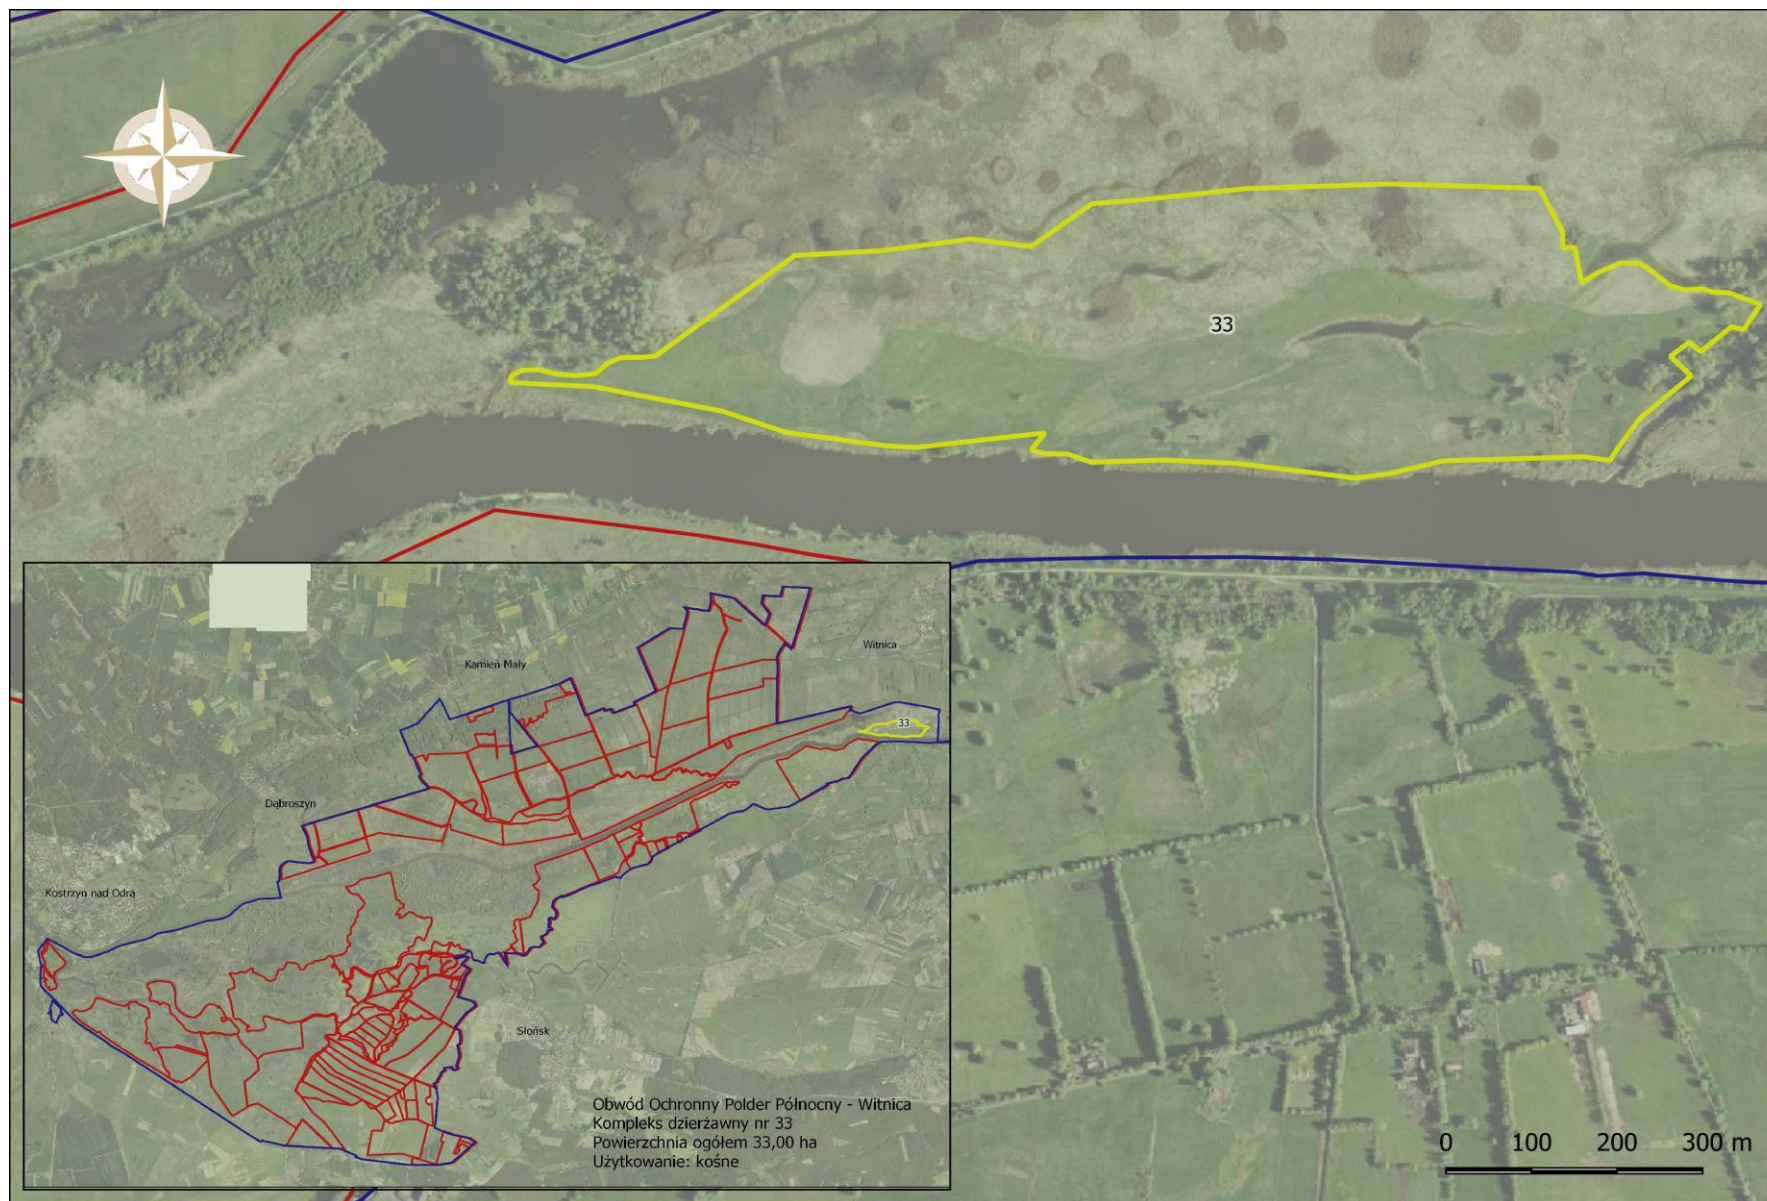 33
Witnica
Kamień Mały
33
Dąbroszyn
Kostrzyn nad Odrą
Słońsk
Obwód Ochronny Polder Północny - Witnica
Kompleks dzierżawny nr 33
Powierzchnia ogółem 33,00 ha
Użytkowanie: kośne
0 100 200 300 m